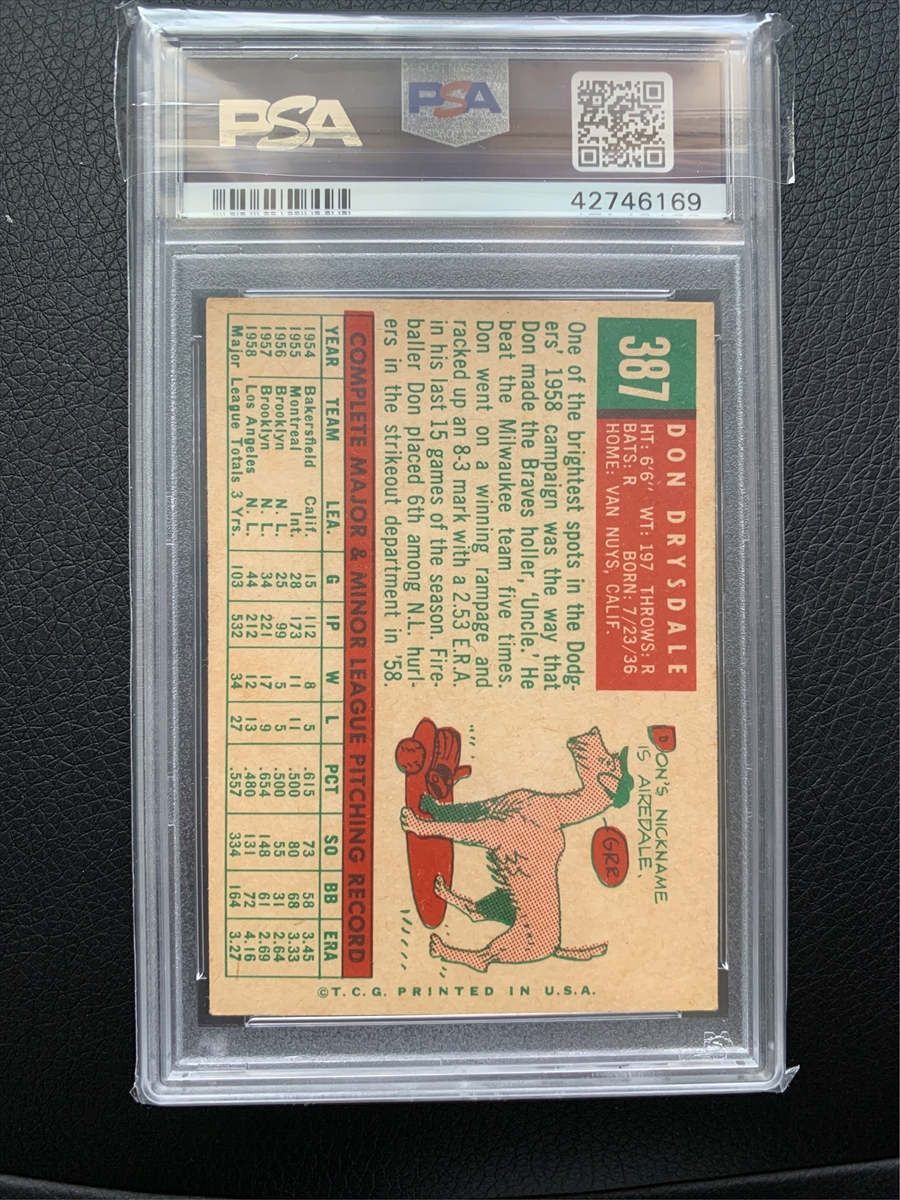 PSA
PSA
42746169
387
DON DRYSDALE
HT: 6'6" WT: 197 THROWS: R
BATS: R BORN: 7/23/36
HOME: VAN NUYS, CALIF.
One of the brightest spots in the Dodg-
ers' 1958 campaign was the way that
Don made the Braves holler, 'Uncle.' He
beat the Milwaukee team five times.
Don went on a winning rampage and
racked up an 8-3 mark with a 2.53 E.R.A.
in his last 15 games of the season. Fire-
baller Don placed 6th among N.L. hurl-
ers in the strikeout department in '58.
DON'S NICKNAME
IS AIREDALE.
GRR
D
COMPLETE MAJOR & MINOR LEAGUE PITCHING RECORD
YEAR TEAM LEA. G IP W L PCT SO BB ERA
1954 Bakersfield Calif. 15 112 8 5 .615 73 58 3.45
1955 Montreal Int. 28 173 11 11 .500 80 68 3.33
1956 Brooklyn N. L. 25 99 5 5 .500 55 31 2.64
1957 Brooklyn N. L. 34 221 17 9 .654 148 61 2.69
1958 Los Angeles N. L. 44 212 12 13 .480 131 72 4.16
Major League Totals 3 Yrs. 103 532 34 27 .557 334 164 3.27
©T.C.G. PRINTED IN U.S.A.